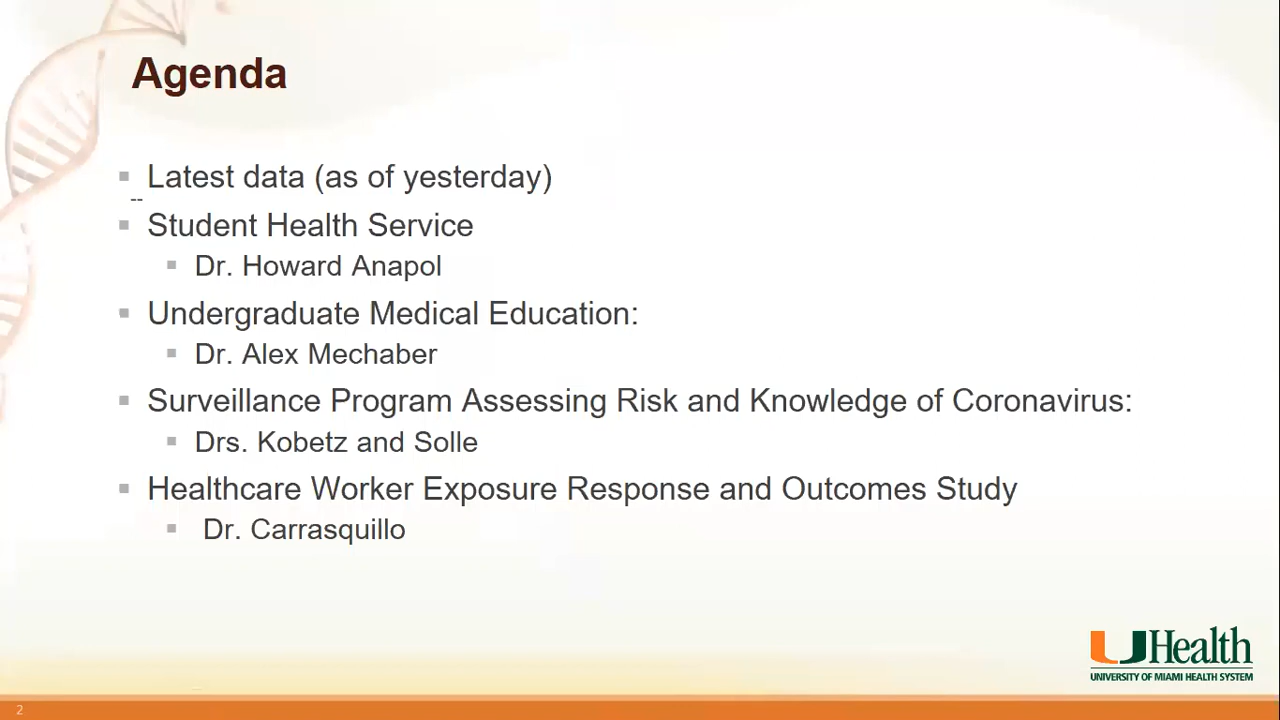 Agenda
Latest data (as of yesterday)
--
Student Health Service
Dr. Howard Anapol
Undergraduate Medical Education:
Dr. Alex Mechaber
Surveillance Program Assessing Risk and Knowledge of Coronavirus:
Drs. Kobetz and Solle
Healthcare Worker Exposure Response and Outcomes Study
Dr. Carrasquillo
UHealth
UNIVERSITY OF MIAMI HEALTH SYSTEM
2